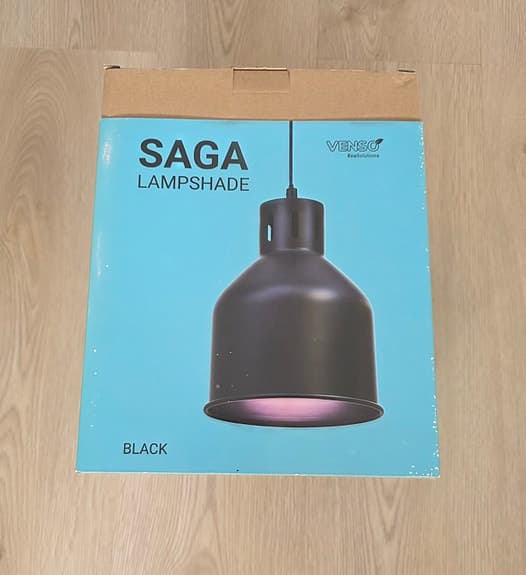 SAGA
LAMPSHADE
VENSO
EcoSolutions
BLACK